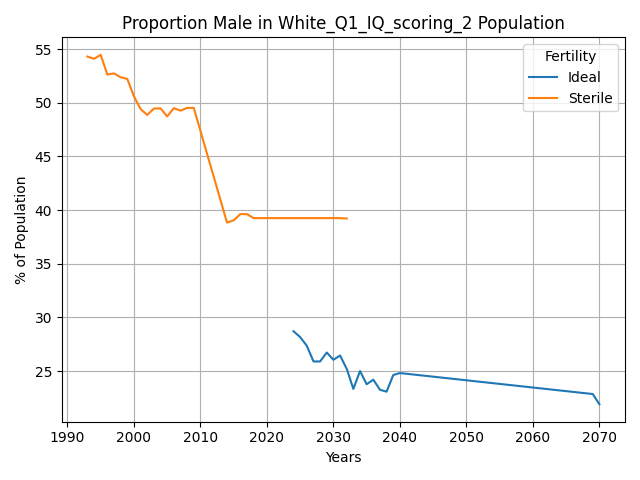 Proportion Male in White_Q1_IQ_scoring_2 Population
% of Population
55
50
45
40
35
30
25
Fertility
Ideal
Sterile
1990 2000 2010 2020 2030 2040 2050 2060 2070
Years